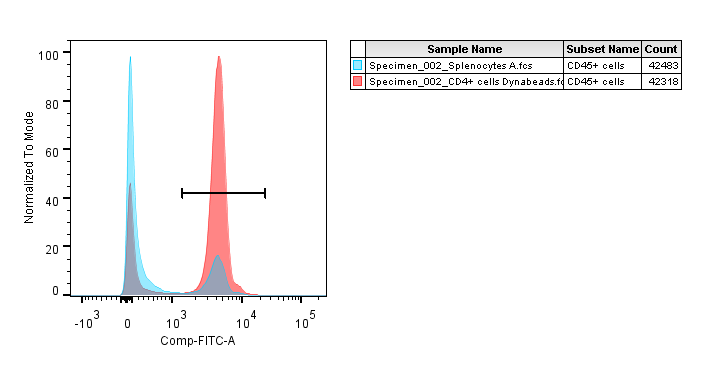 Normalized To Mode
100
80
60
40
20
0
-10 3
0
10 3
10 4
10 5
Comp-FITC-A
Sample Name Subset Name Count
Specimen_002_Splenocytes A.fcs CD45+ cells 42483
Specimen_002_CD4+ cells Dynabeads.fc CD45+ cells 42318